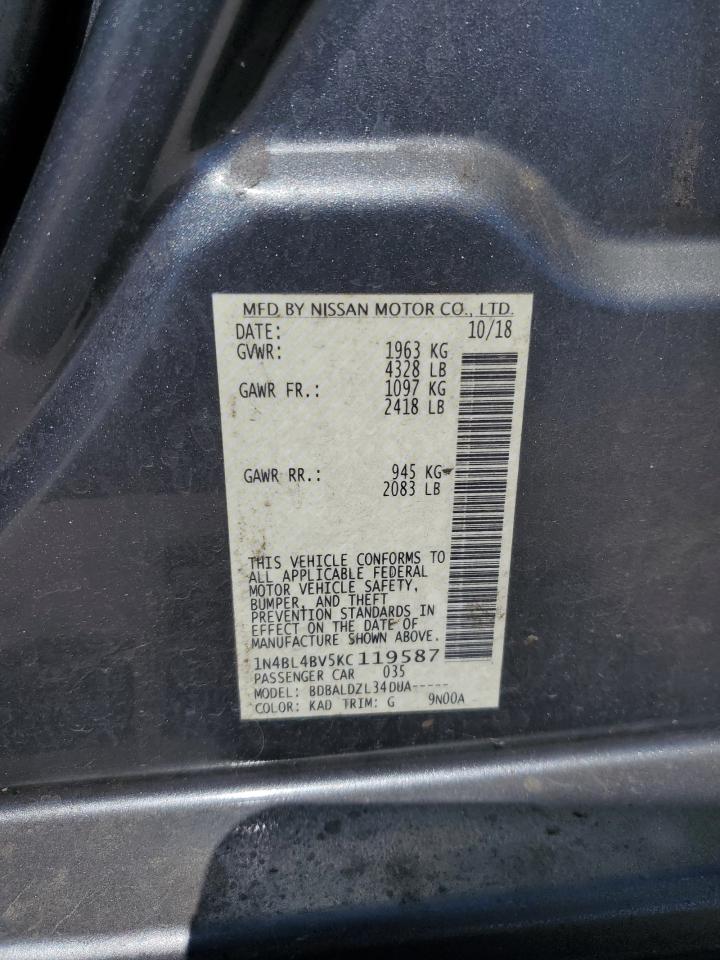 MFD BY NISSAN MOTOR CO., LTD.
DATE: 10/18
GVWR: 1963 KG
4328 LB
GAWR FR.: 1097 KG
2418 LB
GAWR RR.: 945 KG
2083 LB
THIS VEHICLE CONFORMS TO
ALL APPLICABLE FEDERAL
MOTOR VEHICLE SAFETY,
BUMPER, AND THEFT
PREVENTION STANDARDS IN
EFFECT ON THE DATE OF
MANUFACTURE SHOWN ABOVE.
1N4BL4BV5KC119587
PASSENGER CAR 035
MODEL: BDBALDZL34DUA-----
COLOR: KAD TRIM: G 9N00A